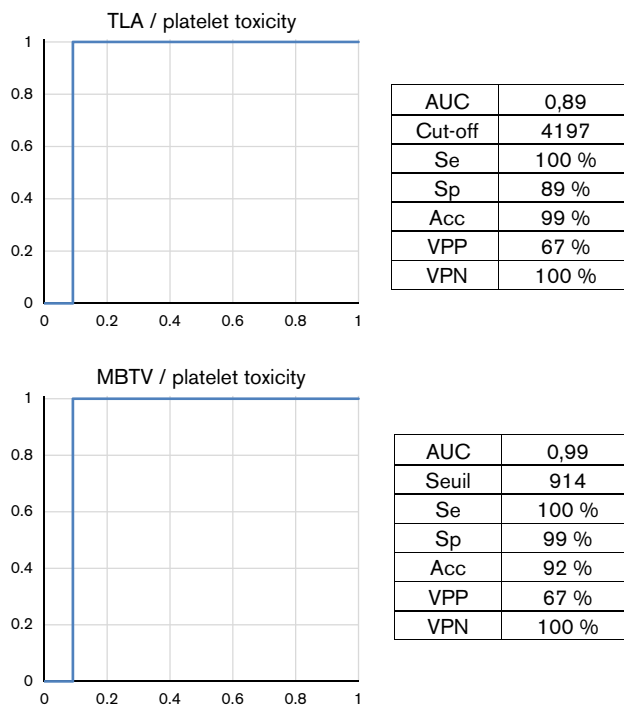 TLA / platelet toxicity
1
0.8
0.6
0.4
0.2
0
0 0.2 0.4 0.6 0.8 1
AUC 0,89
Cut-off 4197
Se 100 %
Sp 89 %
Acc 99 %
VPP 67 %
VPN 100 %
MBTV / platelet toxicity
1
0.8
0.6
0.4
0.2
0
0 0.2 0.4 0.6 0.8 1
AUC 0,99
Seuil 914
Se 100 %
Sp 99 %
Acc 92 %
VPP 67 %
VPN 100 %